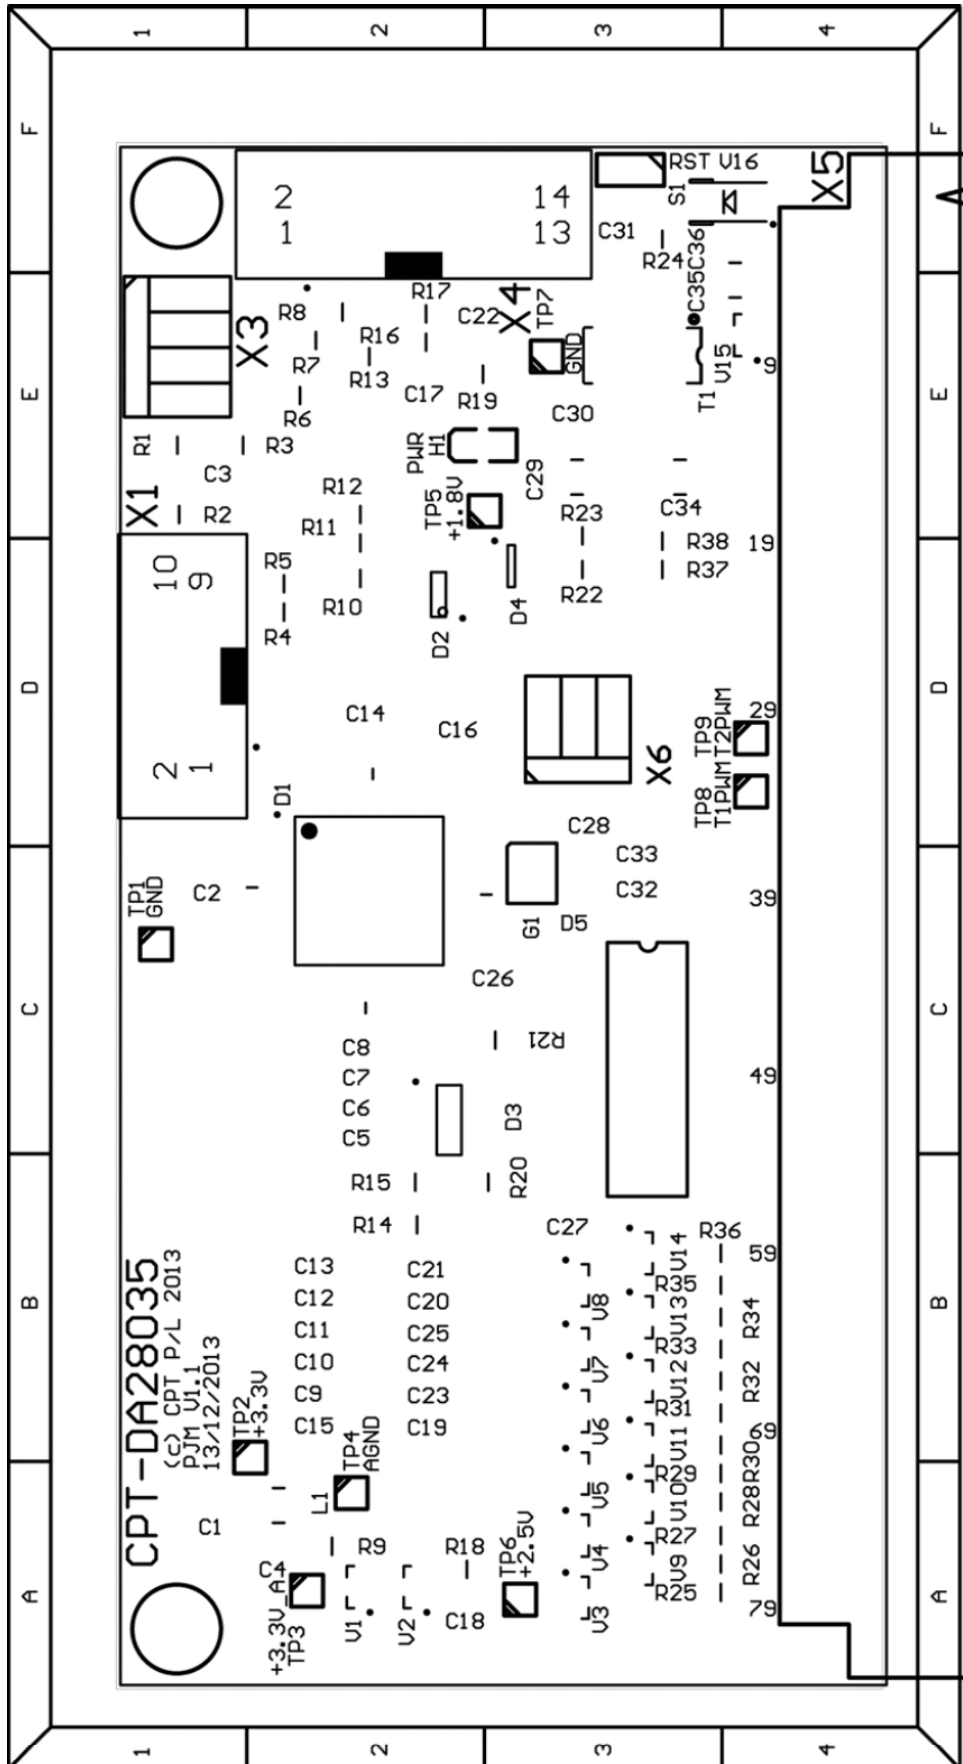 1
2
3
4
F
F
A
2
14
1
13
RST V16
S1
X5
C31
R24
C36
C35
R17
R8
C22
X4
TP7
X3
R16
GND
R7
V15
9
R13
E
E
C17
R19
T1
R6
C30
R1
R3
PWR
H1
C3
C29
R12
X1
R2
TP5
+1.8V
R23
C34
R11
R38
19
10
9
R5
R37
R10
R22
D4
R4
D2
D
D
C14
29
C16
TP9
T2PWM
2
1
X6
D1
TP8
T1PWM
C28
C33
TP1
GND
C2
C32
39
G1
D5
C26
C
C
R21
C8
C7
49
C6
D3
C5
R15
R20
R14
C27
R36
59
C13
C21
V14
R35
B
B
C12
C20
V8
V13
R34
C11
C25
R33
C10
C24
V7
V12
R32
C9
C23
R31
C15
C19
V6
69
V11
CPT-DA28035
(c) CPT P/L 2013
PJM V1.1
13/12/2013
TP2
+3.3V
TP4
AGND
R30
R29
L1
V5
V10
R28
C1
R27
R9
R18
TP6
+2.5V
V4
V9
R26
C4
R25
A
A
79
+3.3V_A
TP3
V1
V2
C18
V3
1
2
3
4